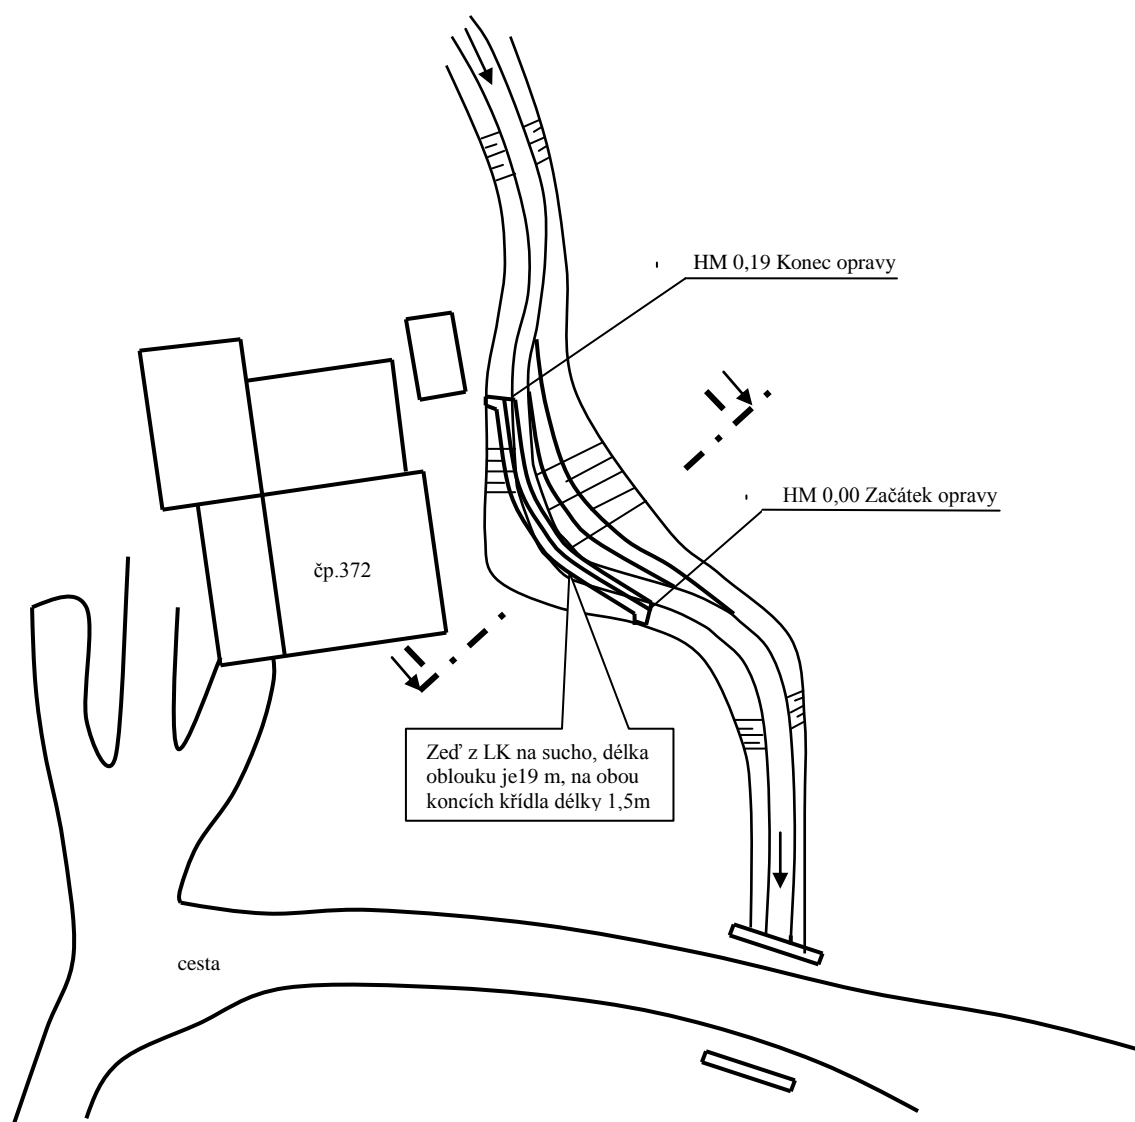 HM 0,19 Konec opravy
HM 0,00 Začátek opravy
čp.372
Zeď z LK na sucho, délka
oblouku je19 m, na obou
koncích křídla délky 1,5m
cesta